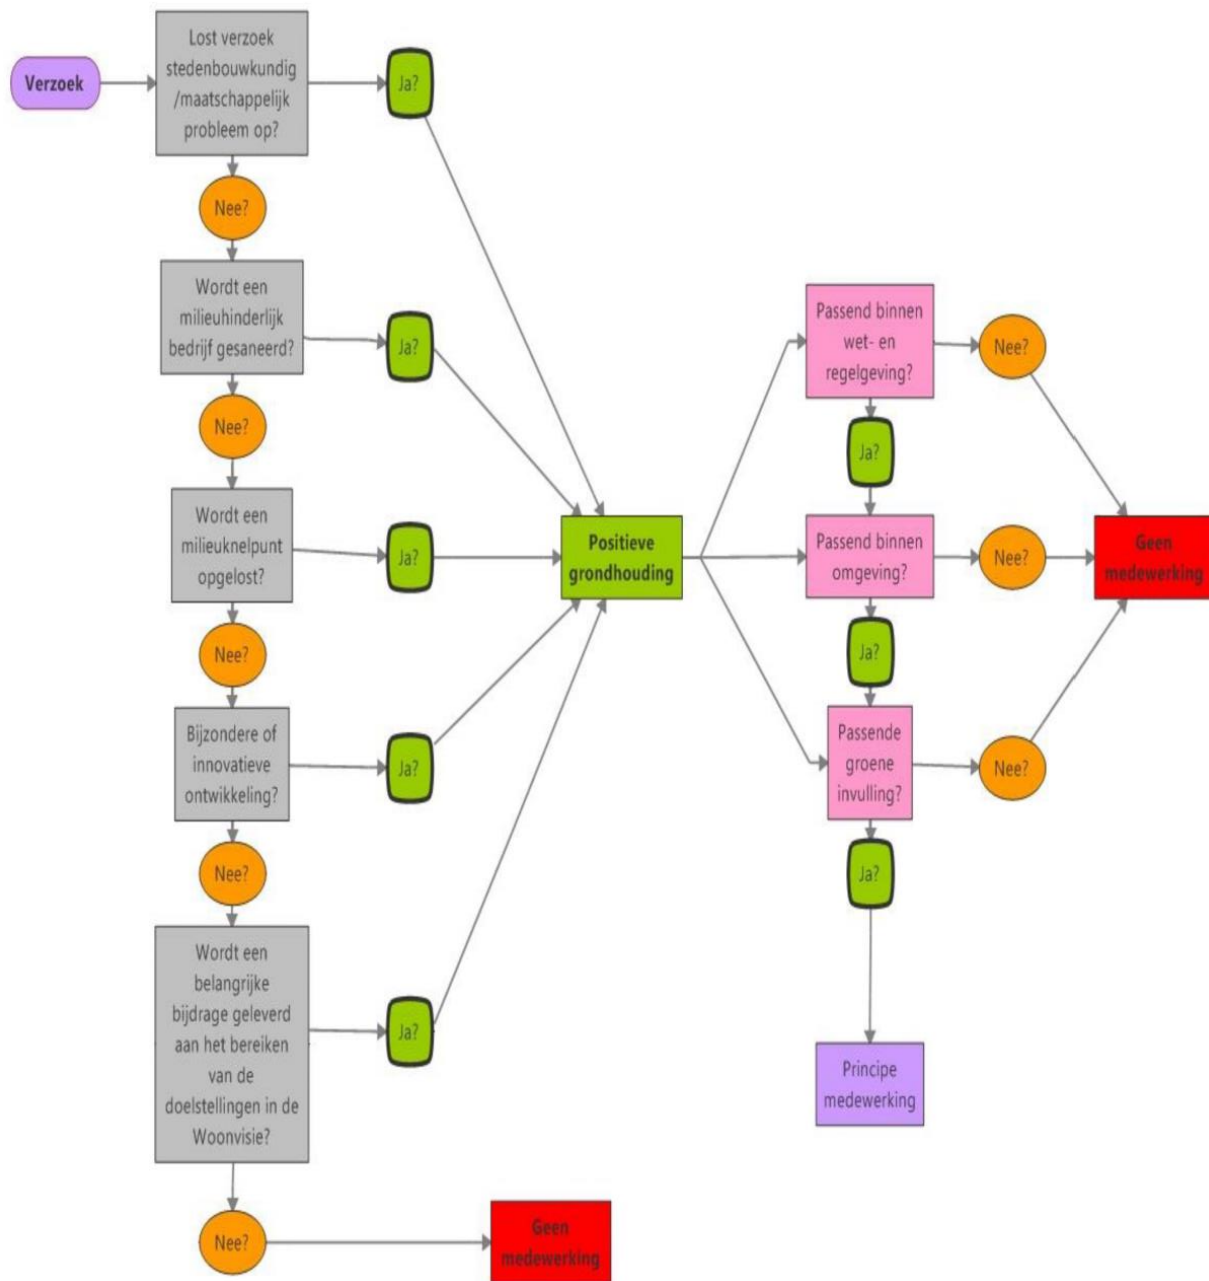 Verzoek
Lost verzoek
stedenbouwkundig
/maatschappelijk
probleem op?
Ja?
Nee?
Wordt een
milieuhinderlijk
bedrijf gesaneerd?
Ja?
Nee?
Wordt een
milieuknelpunt
opgelost?
Ja?
Nee?
Bijzondere of
innovatieve
ontwikkeling?
Ja?
Nee?
Wordt een
belangrijke
bijdrage geleverd
aan het bereiken
van de
doelstellingen in de
Woonvisie?
Ja?
Nee?
Geen
medewerking
Positieve
grondhouding
Passend binnen
wet- en
regelgeving?
Nee?
Ja?
Passend binnen
omgeving?
Nee?
Ja?
Passende
groene
invulling?
Nee?
Ja?
Geen
medewerking
Principe
medewerking